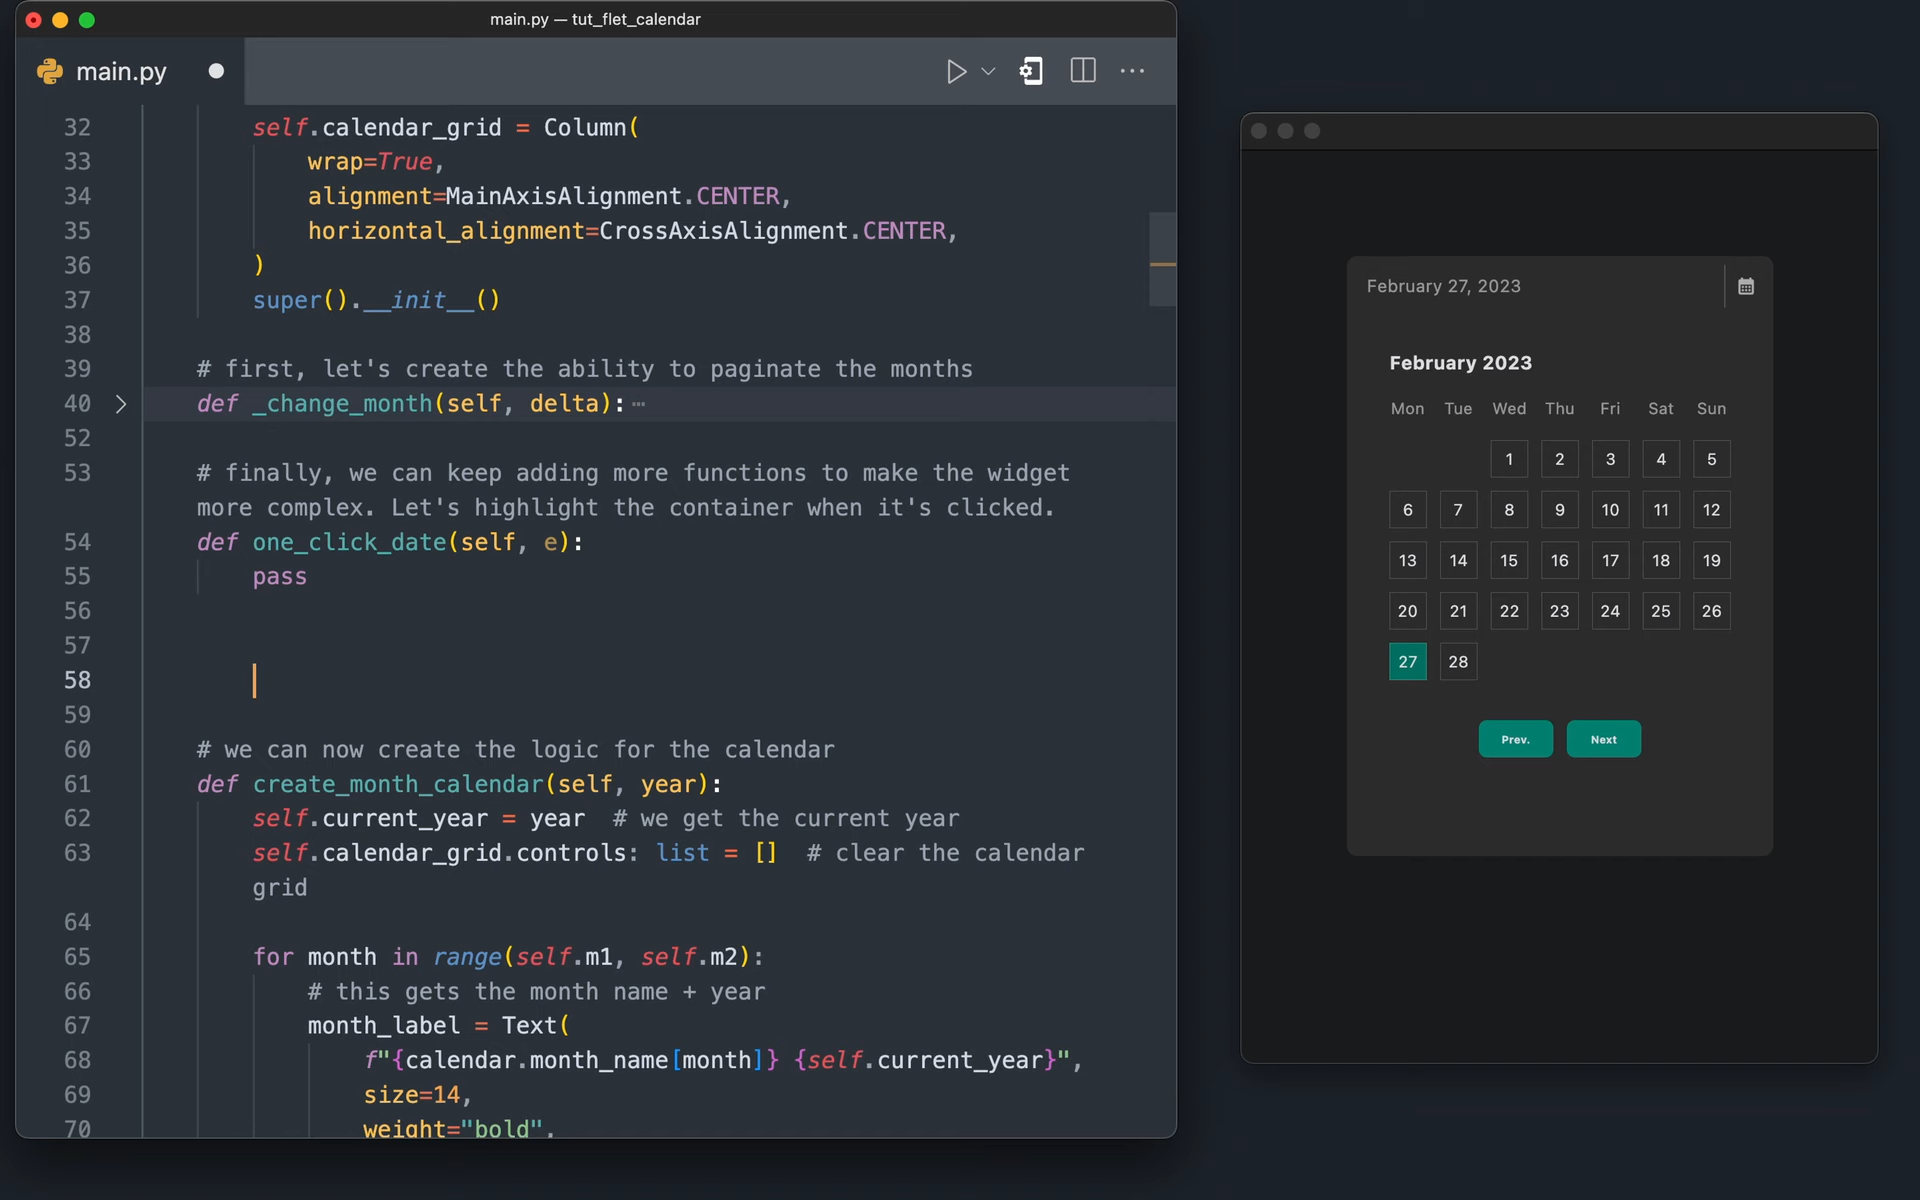 main.py — tut_flet_calendar
main.py
32 self.calendar_grid = Column(
33 wrap=True,
34 alignment=MainAxisAlignment.CENTER,
35 horizontal_alignment=CrossAxisAlignment.CENTER,
36 )
37 super().__init__()
38
39 # first, let's create the ability to paginate the months
40 def _change_month(self, delta): ⋯
52
53 # finally, we can keep adding more functions to make the widget
more complex. Let's highlight the container when it's clicked.
54 def one_click_date(self, e):
55 pass
56
57
58
59
60 # we can now create the logic for the calendar
61 def create_month_calendar(self, year):
62 self.current_year = year  # we get the current year
63 self.calendar_grid.controls: list = []  # clear the calendar
grid
64
65 for month in range(self.m1, self.m2):
66 # this gets the month name + year
67 month_label = Text(
68 f"{calendar.month_name[month]} {self.current_year}",
69 size=14,
70 weight="bold",
February 27, 2023
February 2023
Mon Tue Wed Thu Fri Sat Sun
1 2 3 4 5
6 7 8 9 10 11 12
13 14 15 16 17 18 19
20 21 22 23 24 25 26
27 28
Prev. Next